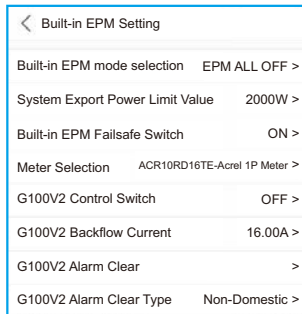 < Built-in EPM Setting
Built-in EPM mode selection EPM ALL OFF >
System Export Power Limit Value 2000W >
Built-in EPM Failsafe Switch ON >
Meter Selection ACR10RD16TE-Acrel 1P Meter >
G100V2 Control Switch OFF >
G100V2 Backflow Current 16.00A >
G100V2 Alarm Clear >
G100V2 Alarm Clear Type Non-Domestic >